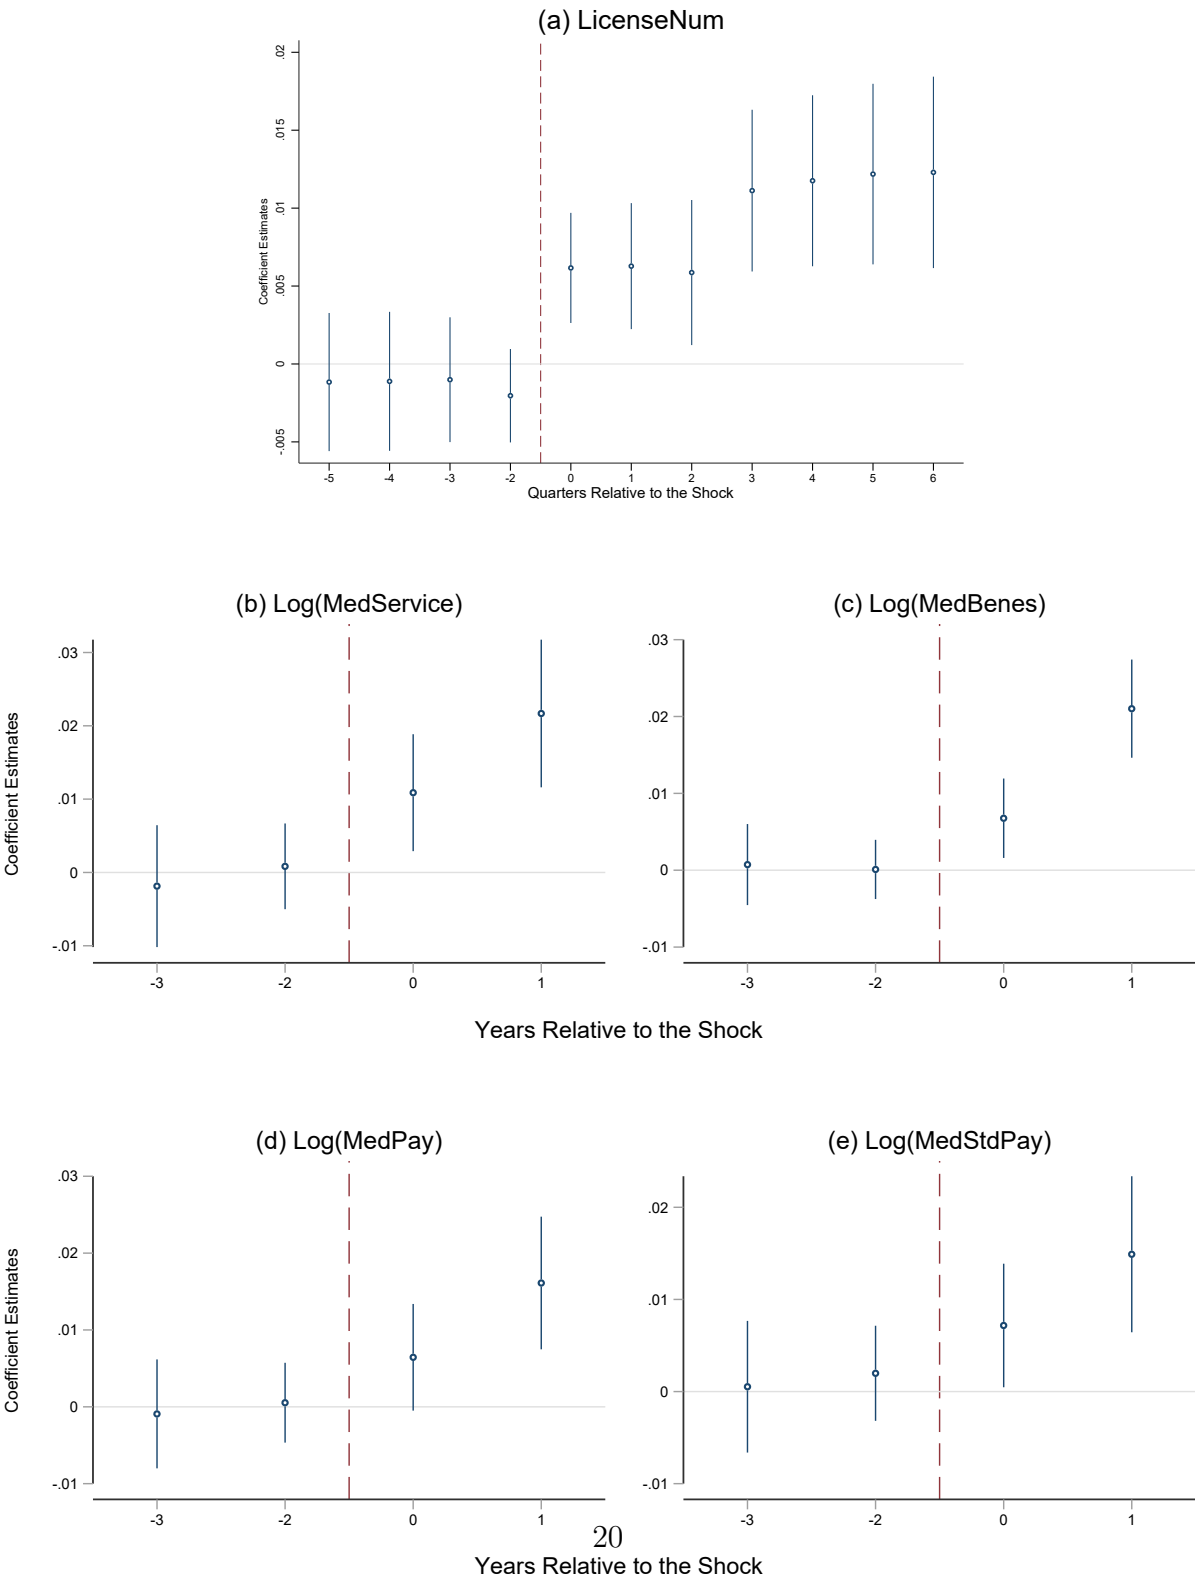 (a) LicenseNum
Coefficient Estimates
.02
.015
.01
.005
0
-.005
-5 -4 -3 -2 0 1 2 3 4 5 6
Quarters Relative to the Shock
(b) Log(MedService)
Coefficient Estimates
.03
.02
.01
0
-.01
-3 -2 0 1
(c) Log(MedBenes)
.03
.02
.01
0
-.01
-3 -2 0 1
Years Relative to the Shock
(d) Log(MedPay)
Coefficient Estimates
.03
.02
.01
0
-.01
-3 -2 0 1
(e) Log(MedStdPay)
.02
.01
0
-.01
-3 -2 0 1
20
Years Relative to the Shock